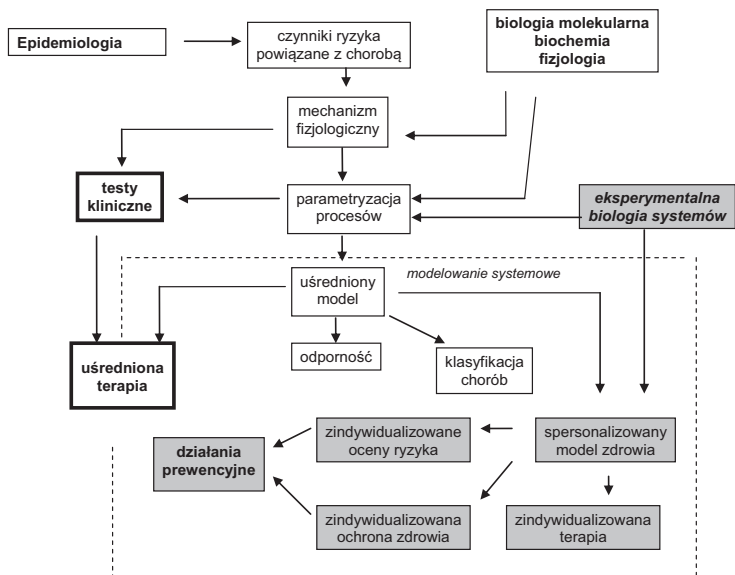 Epidemiologia
czynniki ryzyka
powiązane z chorobą
biologia molekularna
biochemia
fizjologia
mechanizm
fizjologiczny
testy
kliniczne
parametryzacja
procesów
eksperymentalna
biologia systemów
modelowanie systemowe
uśredniony
model
uśredniona
terapia
odporność
klasyfikacja
chorób
działania
prewencyjne
zindywidualizowane
oceny ryzyka
spersonalizowany
model zdrowia
zindywidualizowana
ochrona zdrowia
zindywidualizowana
terapia